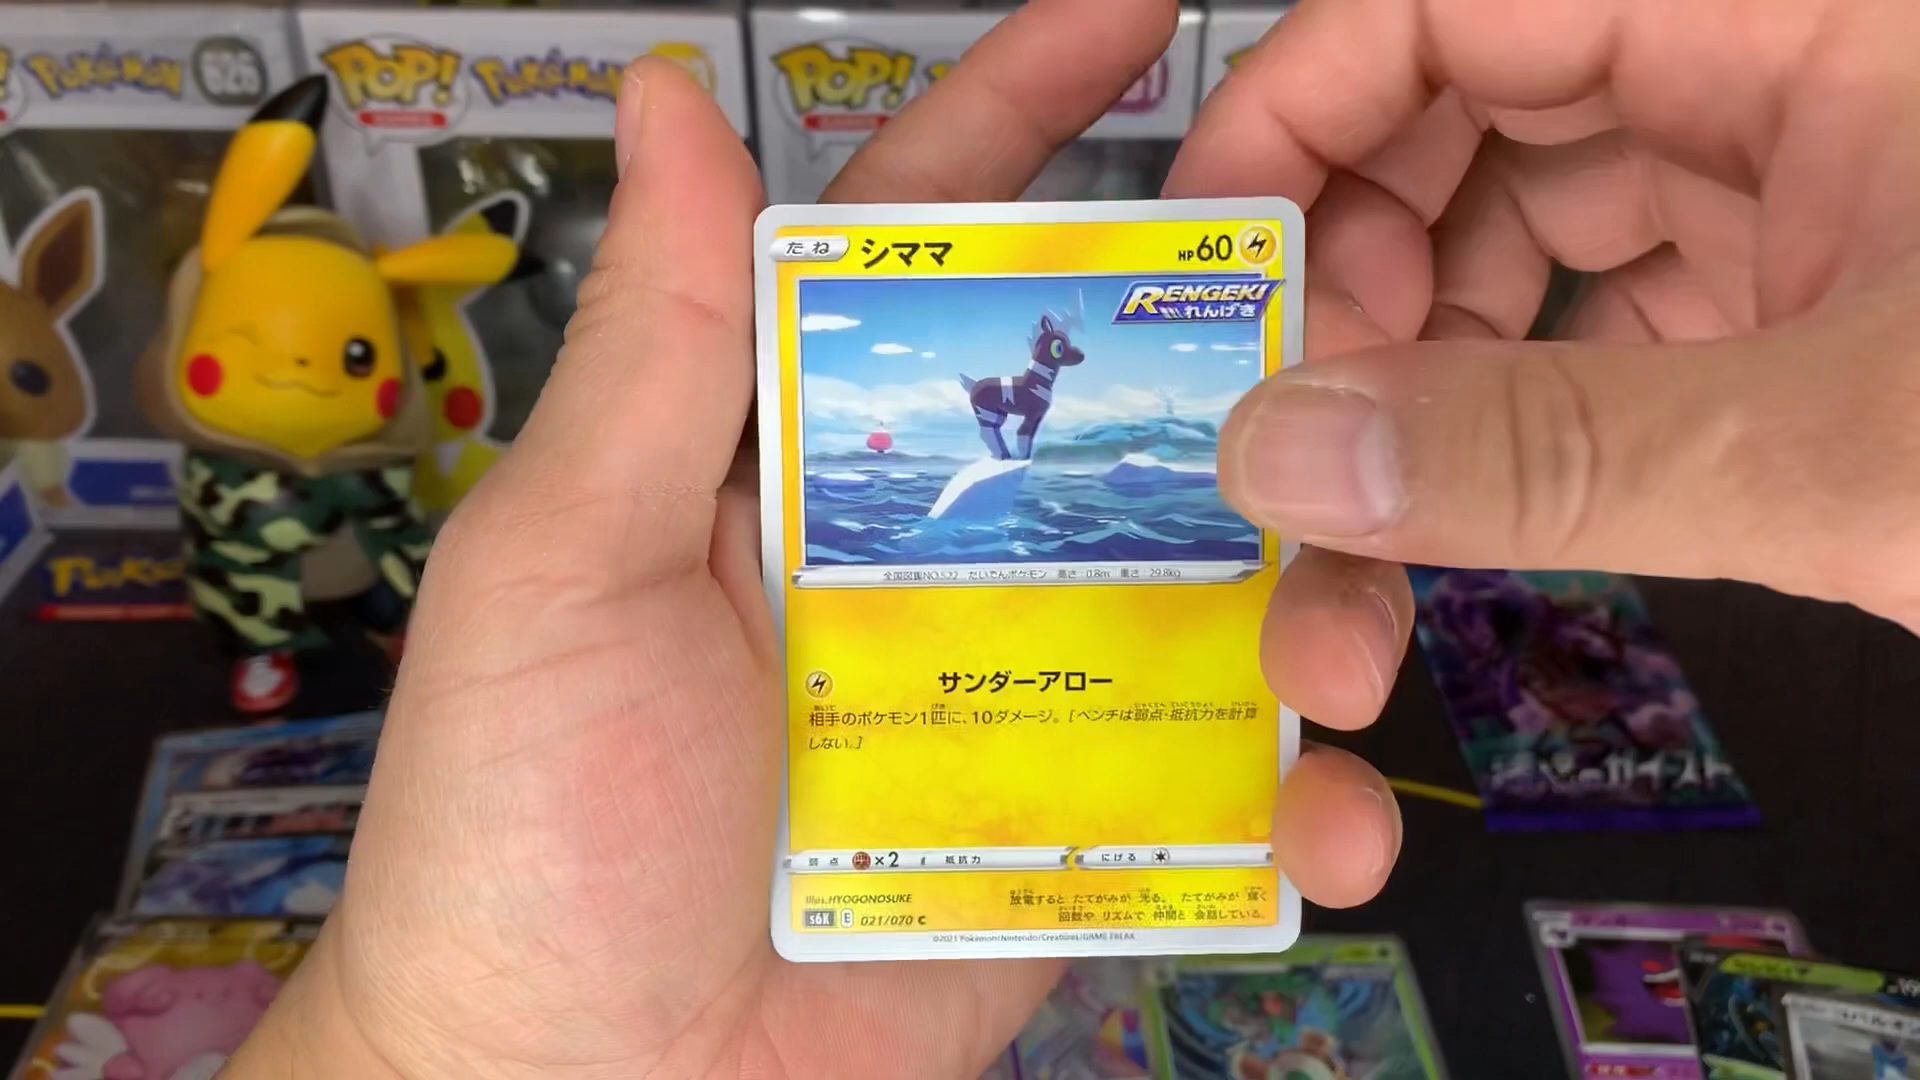 POKÉMON
626
POP!
POKÉMON
POP!
たね
シママ
HP60
RENGEKI
れんげき
全国図鑑NO.522 たいでんポケモン 高さ:0.8m 重さ:29.8kg
サンダーアロー
相手のポケモン1匹に、10ダメージ。[ベンチは弱点・抵抗力を計算
しない。]
弱点 ×2 抵抗力 にげる
illus.HYOGONOSUKE
放電すると たてがみが 光る。 たてがみが 輝く
回数や リズムで 仲間と 会話している。
s6K E 021/070 C
©2021 Pokémon/Nintendo/Creatures/GAME FREAK
ガイスト